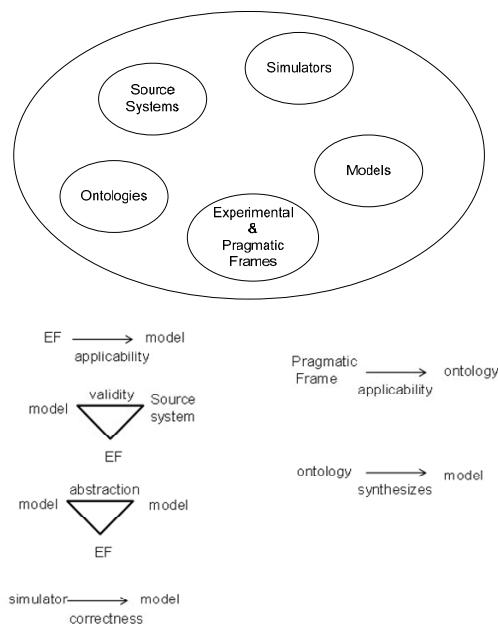 Simulators
Source
Systems
Models
Ontologies
Experimental
&
Pragmatic
Frames
EF model
applicability
validity
model Source
system
EF
abstraction
model model
EF
simulator model
correctness
Pragmatic
Frame
ontology
applicability
ontology model
synthesizes